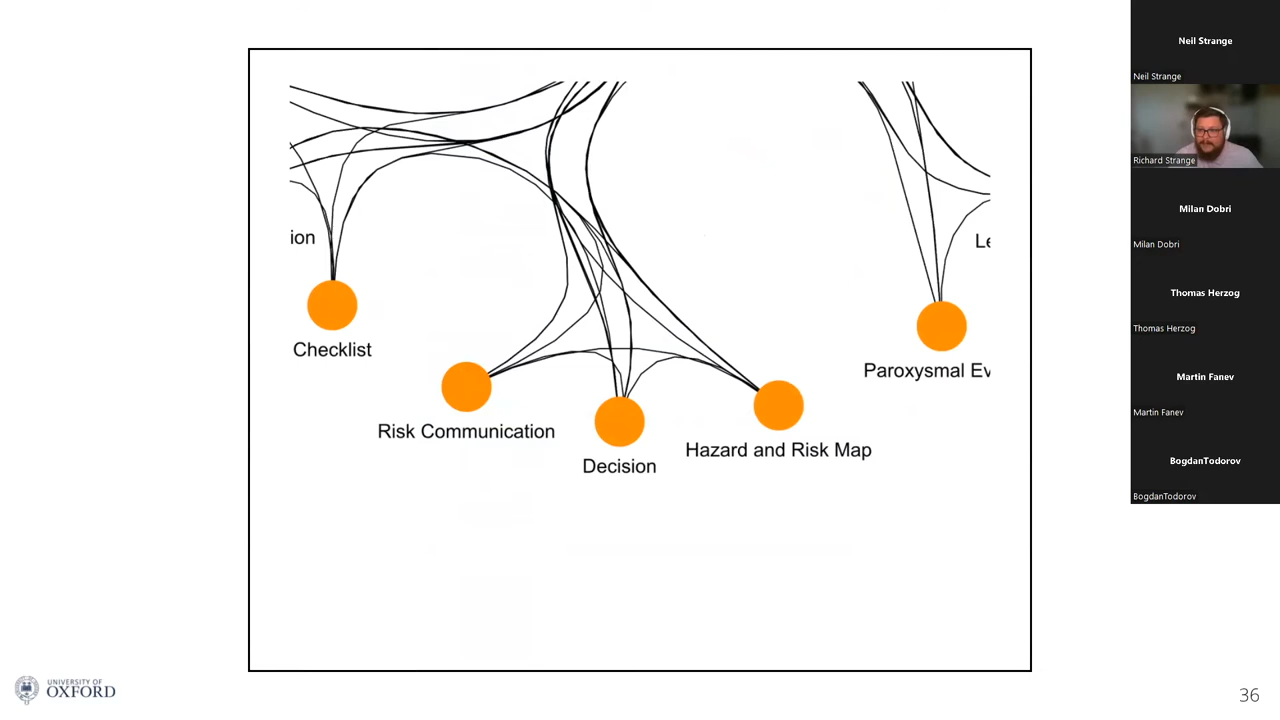 ion
Le
Checklist
Paroxysmal Ev
Risk Communication
Hazard and Risk Map
Decision
UNIVERSITY OF
OXFORD
36
Neil Strange
Neil Strange
Richard Strange
Milan Dobri
Milan Dobri
Thomas Herzog
Thomas Herzog
Martin Fanev
Martin Fanev
BogdanTodorov
BogdanTodorov